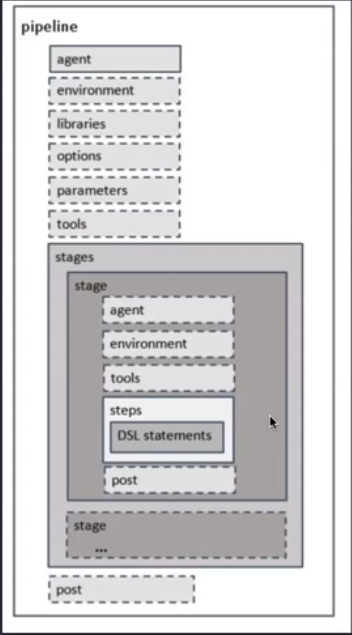 pipeline
agent
environment
libraries
options
parameters
tools
stages
stage
agent
environment
tools
steps
DSL statements
post
stage
...
post